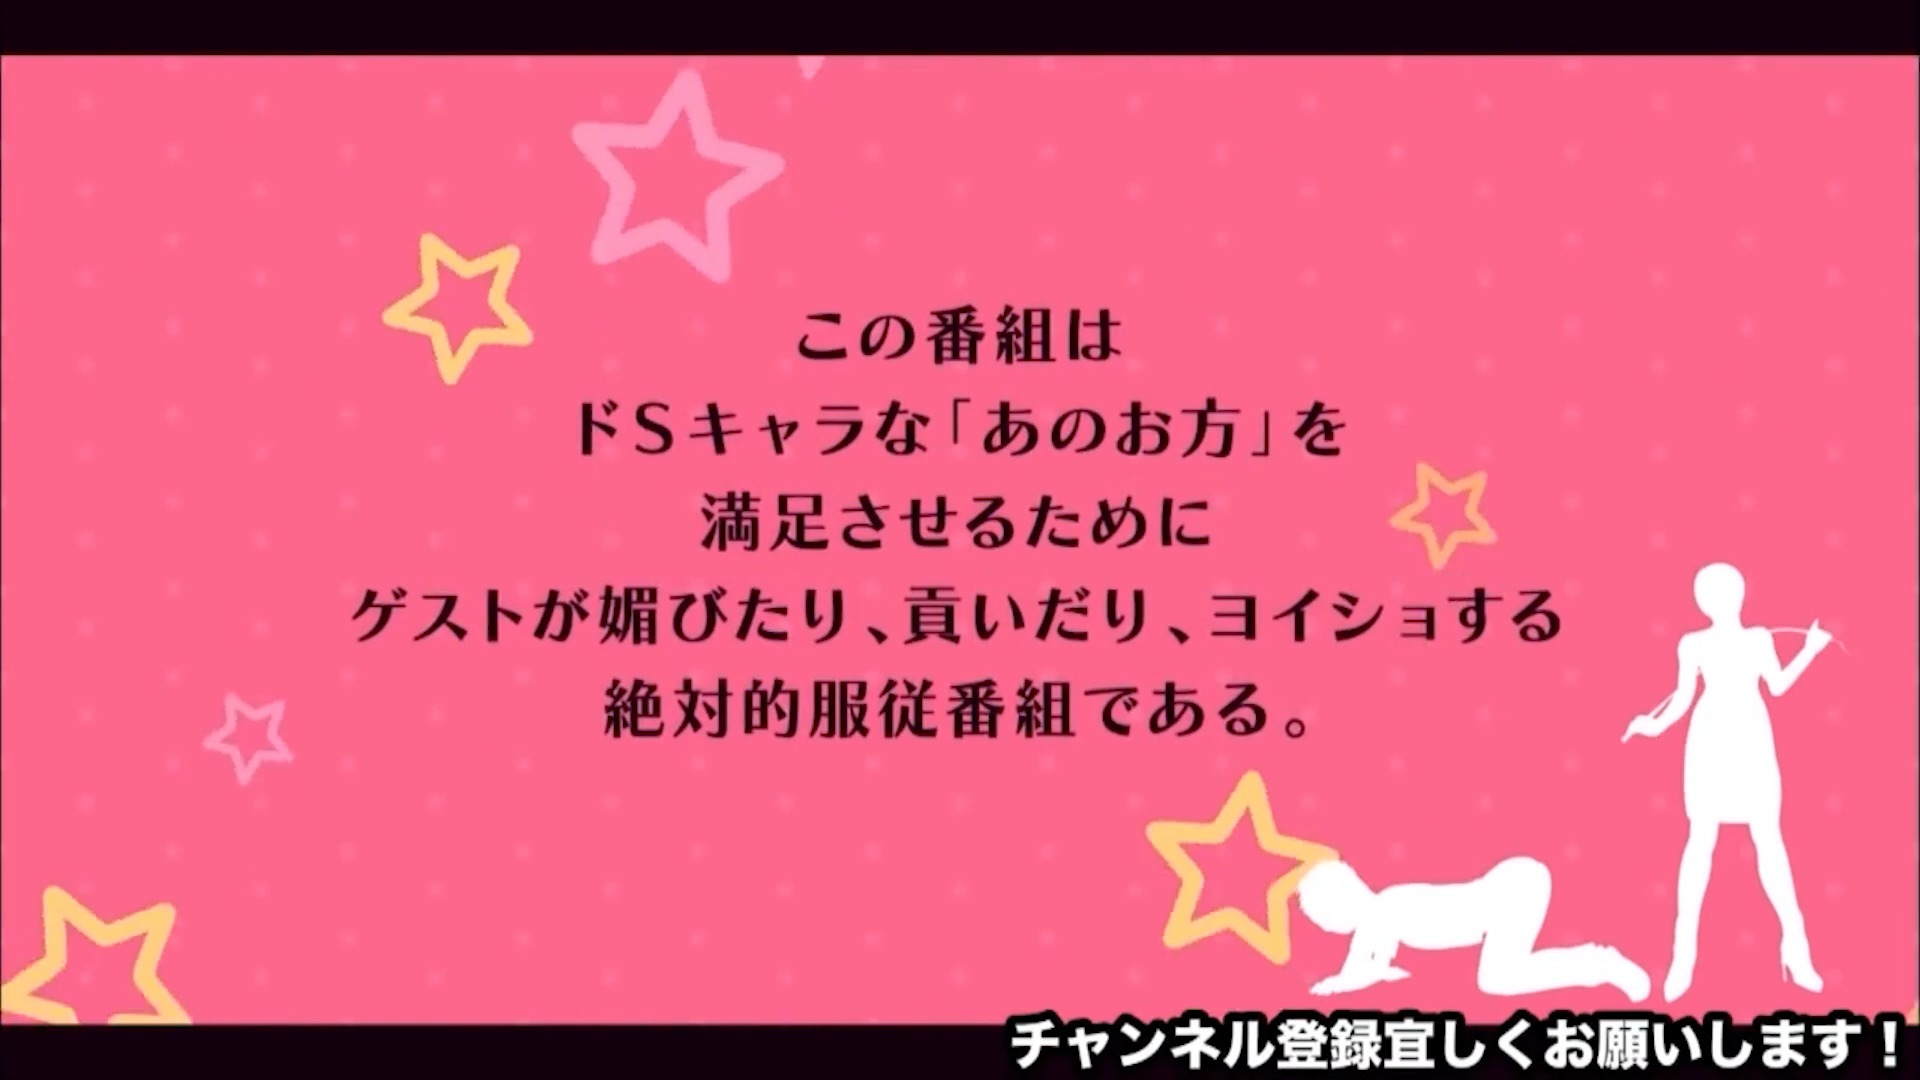 この番組は
ドSキャラな「あのお方」を
満足させるために
ゲストが媚びたり、貢いだり、ヨイショする
絶対的服従番組である。
チャンネル登録宜しくお願いします！